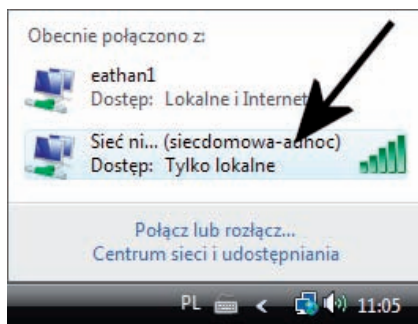 Obecnie połączono z:
eathan1
Dostęp: Lokalne i Internet
Sieć ni... (siecdomowa-adhoc)
Dostęp: Tylko lokalne
Połącz lub rozłącz...
Centrum sieci i udostępniania
PL < 11:05